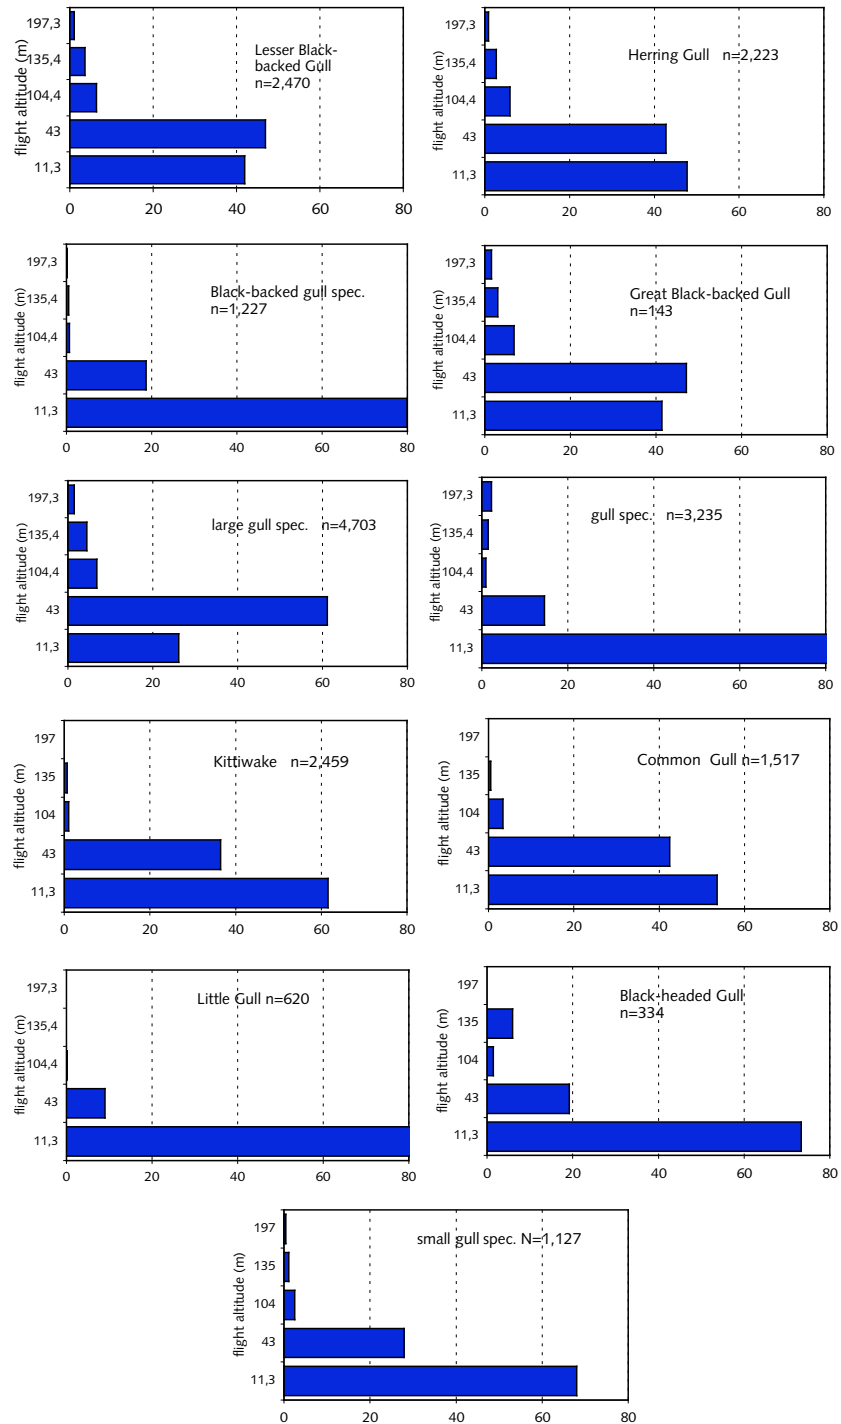 flight altitude (m)
197,3
135,4
104,4
43
11,3
Lesser Black-
backed Gull
n=2,470
0 20 40 60 80
flight altitude (m)
197,3
135,4
104,4
43
11,3
Herring Gull n=2,223
0 20 40 60 80
flight altitude (m)
197,3
135,4
104,4
43
11,3
Black-backed gull spec.
n=1,227
0 20 40 60 80
flight altitude (m)
197,3
135,4
104,4
43
11,3
Great Black-backed Gull
n=143
0 20 40 60 80
flight altitude (m)
197,3
135,4
104,4
43
11,3
large gull spec. n=4,703
0 20 40 60 80
flight altitude (m)
197,3
135,4
104,4
43
11,3
gull spec. n=3,235
0 20 40 60 80
flight altitude (m)
197
135
104
43
11,3
Kittiwake n=2,459
0 20 40 60 80
flight altitude (m)
197
135
104
43
11,3
Common Gull n=1,517
0 20 40 60 80
flight altitude (m)
197,3
135,4
104,4
43
11,3
Little Gull n=620
0 20 40 60 80
flight altitude (m)
197
135
104
43
11,3
Black-headed Gull
n=334
0 20 40 60 80
flight altitude (m)
197
135
104
43
11,3
small gull spec. N=1,127
0 20 40 60 80